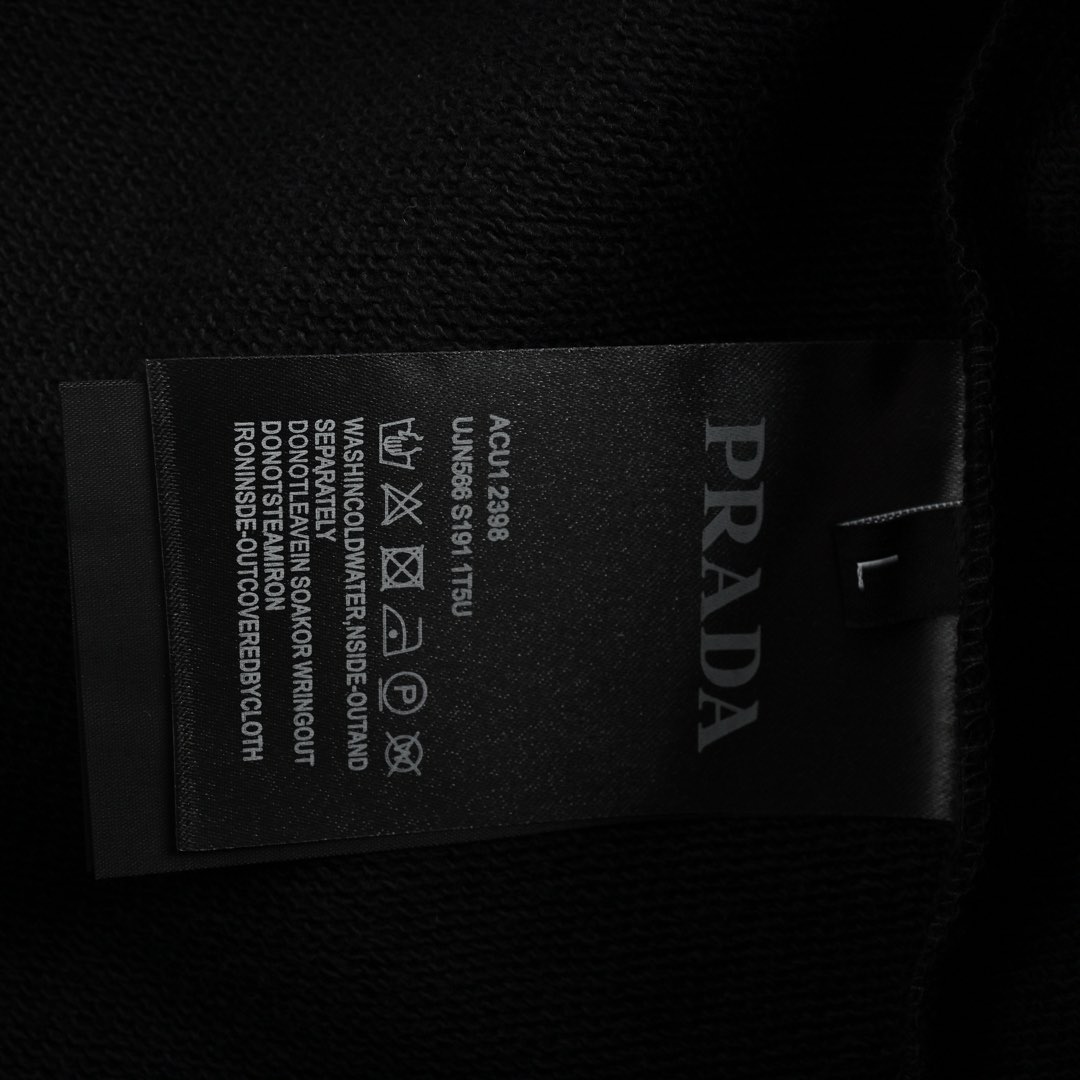 PRADA
L
ACU1 2398
UJN566 S191 1T5U
P
WASHINCOLDWATER,NSIDE-OUTAND
SEPARATELY
DONOTLEAVEIN SOAKOR WRINGOUT
DONOTSTEAMIRON
IRONINSDE-OUTCOVEREDBYCLOTH